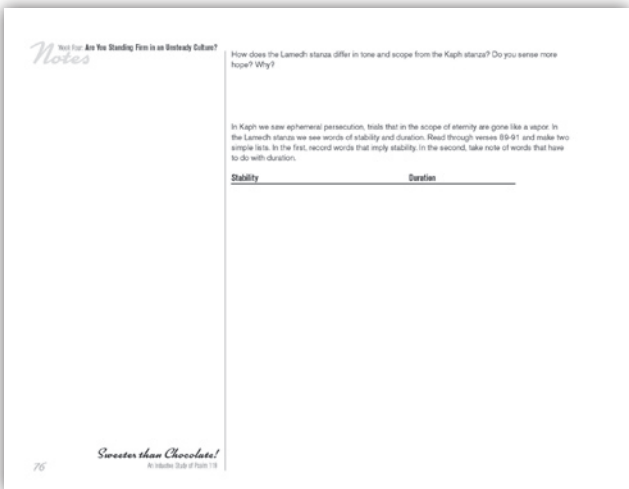 Week Four: Are You Standing Firm in an Unsteady Culture?
Notes
How does the Lamedh stanza differ in tone and scope from the Kaph stanza? Do you sense more
hope? Why?
In Kaph we saw ephemeral persecution, trials that in the scope of eternity are gone like a vapor. In
the Lamedh stanza we see words of stability and duration. Read through verses 89-91 and make two
simple lists. In the first, record words that imply stability. In the second, take note of words that have
to do with duration.
Stability Duration
Sweeter than Chocolate!
An Inductive Study of Psalm 119
76